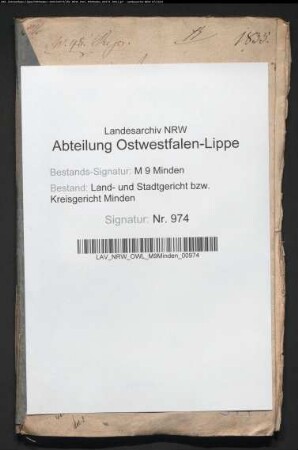 1838.
Landesarchiv NRW
Abteilung Ostwestfalen-Lippe
Bestands-Signatur: M 9 Minden
Bestand: Land- und Stadtgericht bzw.
Kreisgericht Minden
Signatur: Nr. 974
LAV_NRW_OWL_M9Minden_00974